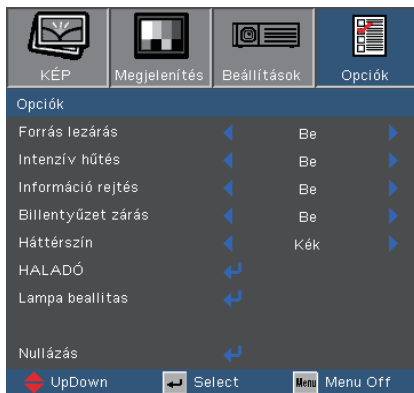 KÉP Megjelenítés Beállítások Opciók
Opciók
Forrás lezárás Be
Intenzív hűtés Be
Információ rejtés Be
Billentyűzet zárás Be
Háttérszín Kék
HALADÓ
Lampa beallitas
Nullázás
UpDown Select Menu Menu Off